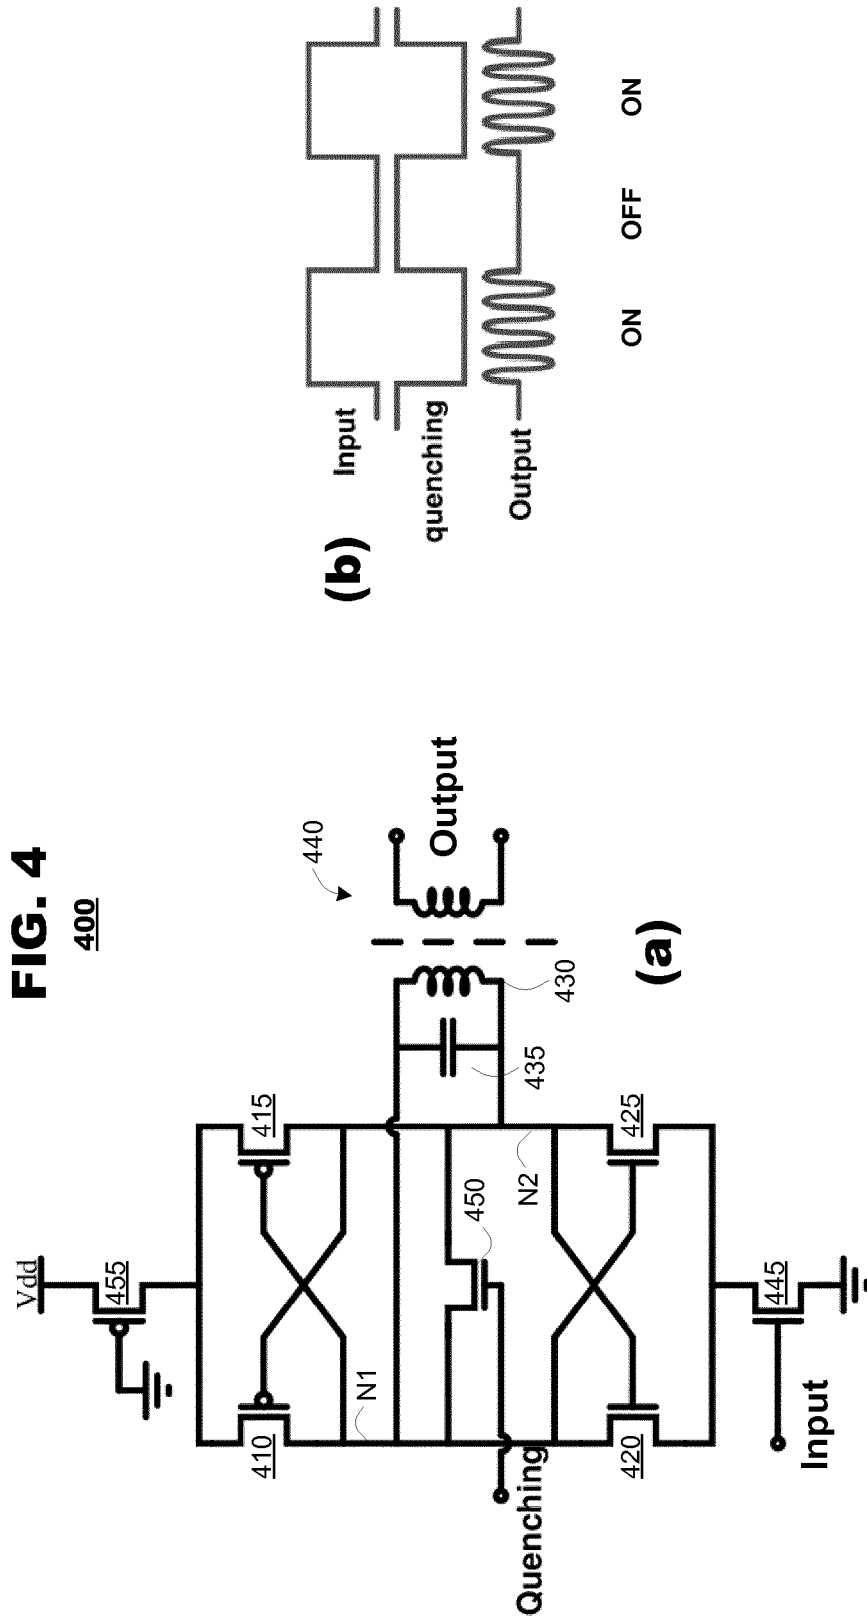 FIG. 4
400
Vdd
455
410
415
N1
440
Quenching
450
435
430
Output
N2
420
425
Input
445
(a)
(b)
Input
quenching
Output
ON
OFF
ON